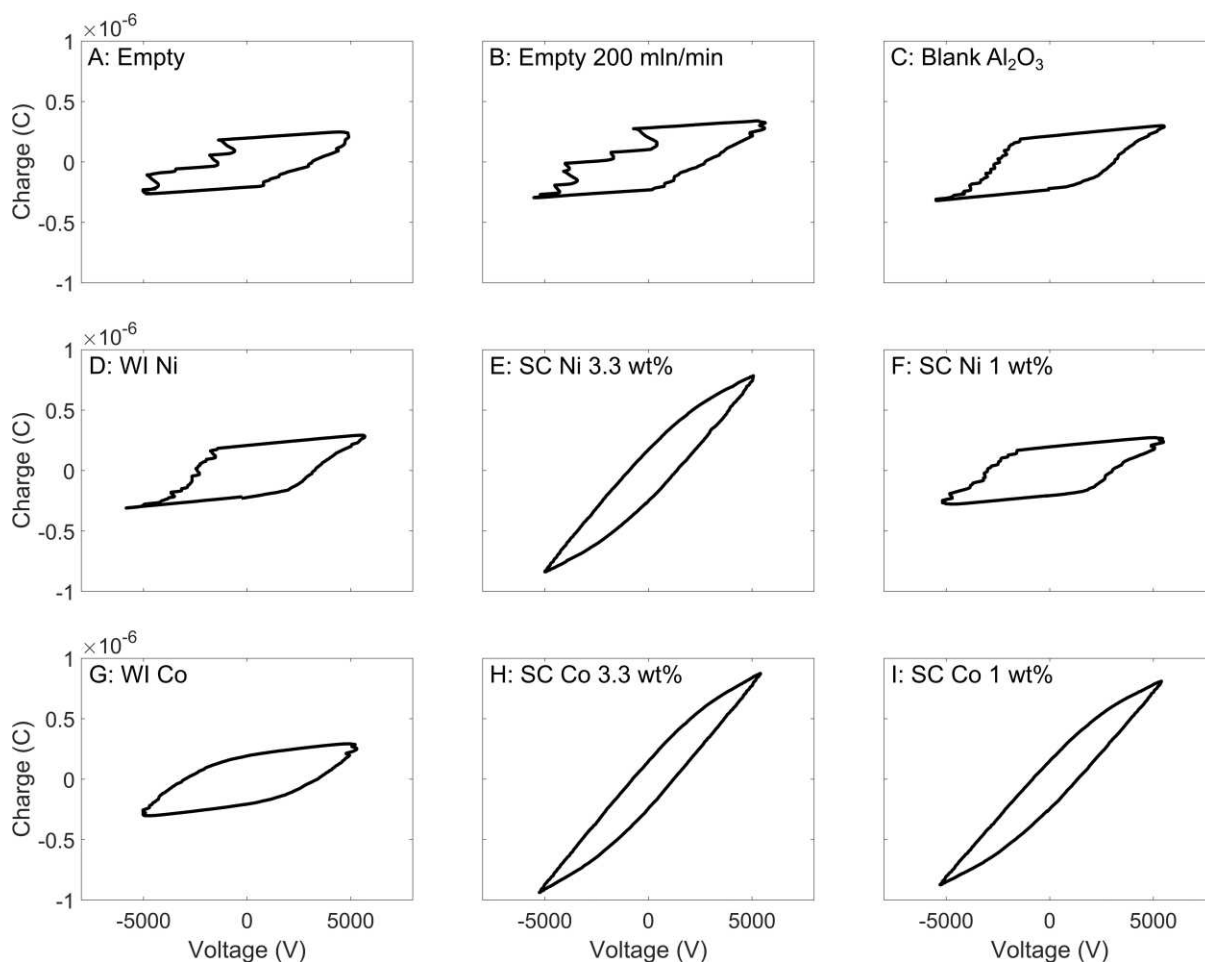 ×10⁻⁶
1
A: Empty
B: Empty 200 mln/min
C: Blank Al₂O₃
0.5
0
-0.5
-1
Charge (C)
-5000 0 5000
-5000 0 5000
-5000 0 5000
×10⁻⁶
1
D: WI Ni
E: SC Ni 3.3 wt%
F: SC Ni 1 wt%
0.5
0
-0.5
-1
Charge (C)
×10⁻⁶
1
G: WI Co
H: SC Co 3.3 wt%
I: SC Co 1 wt%
0.5
0
-0.5
-1
Charge (C)
Voltage (V)
Voltage (V)
Voltage (V)